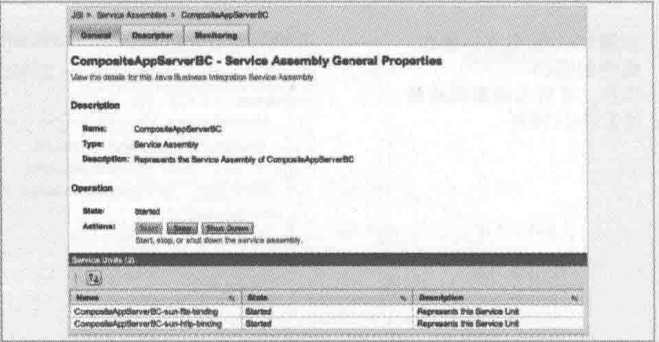 JBI > Service Assemblies > CompositeAppServerBC
General Descriptor Monitoring
CompositeAppServerBC - Service Assembly General Properties
View the details for this Java Business Integration Service Assembly.
Description
Name: CompositeAppServerBC
Type: Service Assembly
Description: Represents the Service Assembly of CompositeAppServerBC
Operation
State: Started
Actions: Start Stop Shut Down
Start, stop, or shut down the service assembly.
Service Units (2)
Name State Description
CompositeAppServerBC-sun-ftp-binding Started Represents this Service Unit
CompositeAppServerBC-sun-http-binding Started Represents this Service Unit